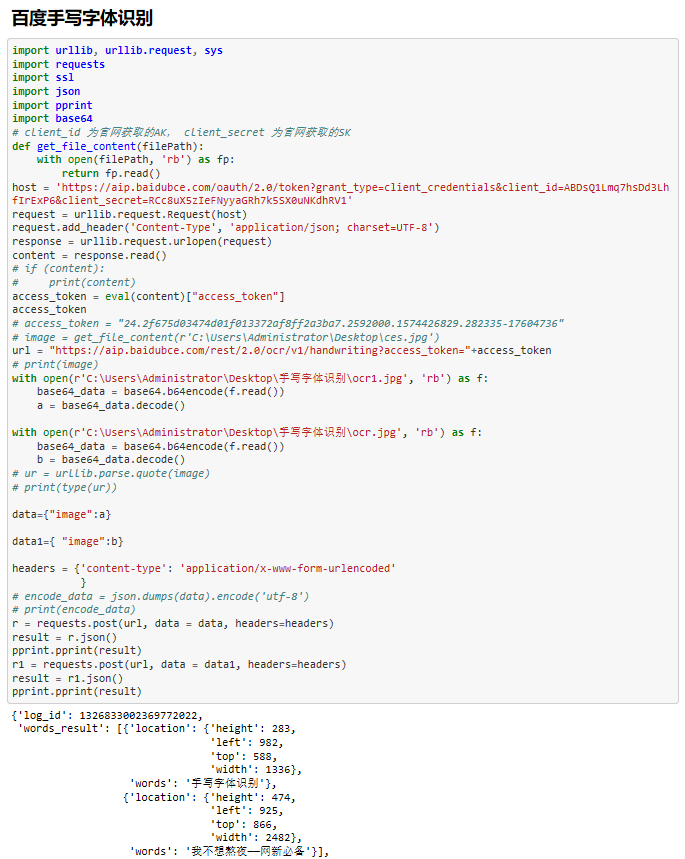 百度手写字体识别
import urllib, urllib.request, sys
import requests
import ssl
import json
import pprint
import base64
# client_id 为官网获取的AK， client_secret 为官网获取的SK
def get_file_content(filePath):
    with open(filePath, 'rb') as fp:
        return fp.read()
host = 'https://aip.baidubce.com/oauth/2.0/token?grant_type=client_credentials&client_id=ABDsQ1Lmq7hsDd3Lh
fIrExP6&client_secret=RCc8uX5zIeFNyyaGRh7k5SX0uNKdhRV1'
request = urllib.request.Request(host)
request.add_header('Content-Type', 'application/json; charset=UTF-8')
response = urllib.request.urlopen(request)
content = response.read()
# if (content):
#     print(content)
access_token = eval(content)["access_token"]
access_token
# access_token = "24.2f675d03474d01f013372af8ff2a3ba7.2592000.1574426829.282335-17604736"
# image = get_file_content(r'C:\Users\Administrator\Desktop\ces.jpg')
url = "https://aip.baidubce.com/rest/2.0/ocr/v1/handwriting?access_token="+access_token
# print(image)
with open(r'C:\Users\Administrator\Desktop\手写字体识别\ocr1.jpg', 'rb') as f:
    base64_data = base64.b64encode(f.read())
    a = base64_data.decode()
with open(r'C:\Users\Administrator\Desktop\手写字体识别\ocr.jpg', 'rb') as f:
    base64_data = base64.b64encode(f.read())
    b = base64_data.decode()
# ur = urllib.parse.quote(image)
# print(type(ur))
data={"image":a}
data1={ "image":b}
headers = {'content-type': 'application/x-www-form-urlencoded'
           }
# encode_data = json.dumps(data).encode('utf-8')
# print(encode_data)
r = requests.post(url, data = data, headers=headers)
result = r.json()
pprint.pprint(result)
r1 = requests.post(url, data = data1, headers=headers)
result = r1.json()
pprint.pprint(result)
{'log_id': 1326833002369772022,
 'words_result': [{'location': {'height': 283,
                                'left': 982,
                                'top': 588,
                                'width': 1336},
                   'words': '手写字体识别'},
                  {'location': {'height': 474,
                                'left': 925,
                                'top': 866,
                                'width': 2482},
                   'words': '我不想熬夜——网新必备'}],